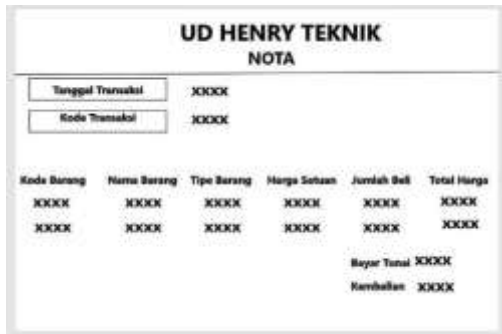 UD HENRY TEKNIK
NOTA
Tanggal Transaksi XXXX
Kode Transaksi XXXX
Kode Barang Nama Barang Tipe Barang Harga Satuan Jumlah Beli Total Harga
XXXX XXXX XXXX XXXX XXXX XXXX
XXXX XXXX XXXX XXXX XXXX XXXX
Bayar Tunai XXXX
Kembalian XXXX